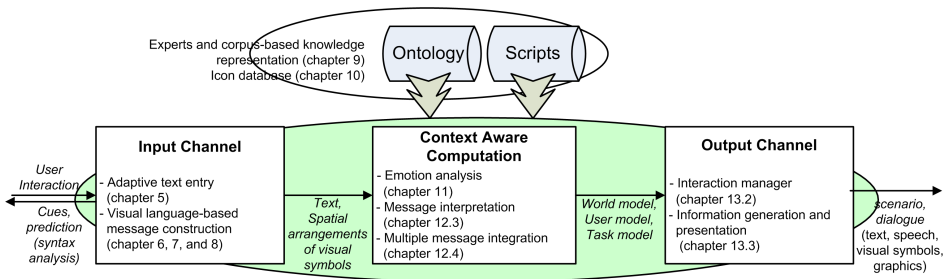 Experts and corpus-based knowledge
representation (chapter 9)
Icon database (chapter 10)
Ontology
Scripts
User
Interaction
Cues,
prediction
(syntax
analysis)
Input Channel
- Adaptive text entry
(chapter 5)
- Visual language-based
message construction
(chapter 6, 7, and 8)
Text,
Spatial
arrangements
of visual
symbols
Context Aware
Computation
- Emotion analysis
(chapter 11)
- Message interpretation
(chapter 12.3)
- Multiple message integration
(chapter 12.4)
World model,
User model,
Task model
Output Channel
- Interaction manager
(chapter 13.2)
- Information generation and
presentation
(chapter 13.3)
scenario,
dialogue
(text, speech,
visual symbols,
graphics)